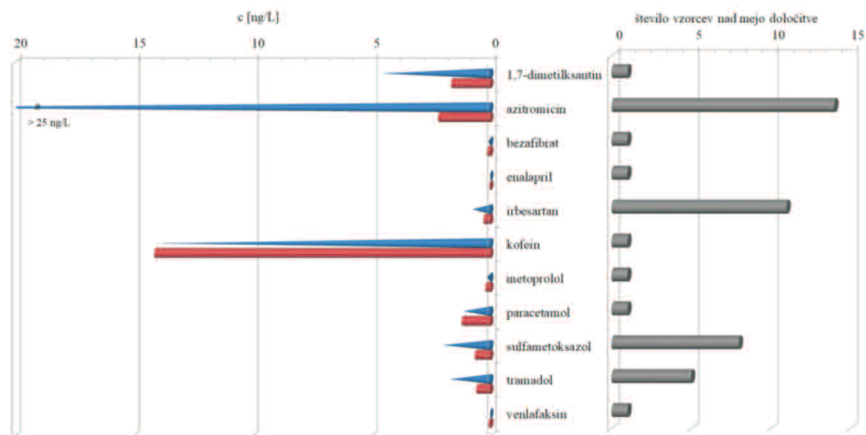 c [ng/L]
število vzorcev nad mejo določitve
20 15 10 5 0
0 5 10 15
1,7-dimetilksantin
azitromicin
> 25 ng/L
bezafibrat
enalapril
irbesartan
kofein
metoprolol
paracetamol
sulfametoksazol
tramadol
venlafaksin